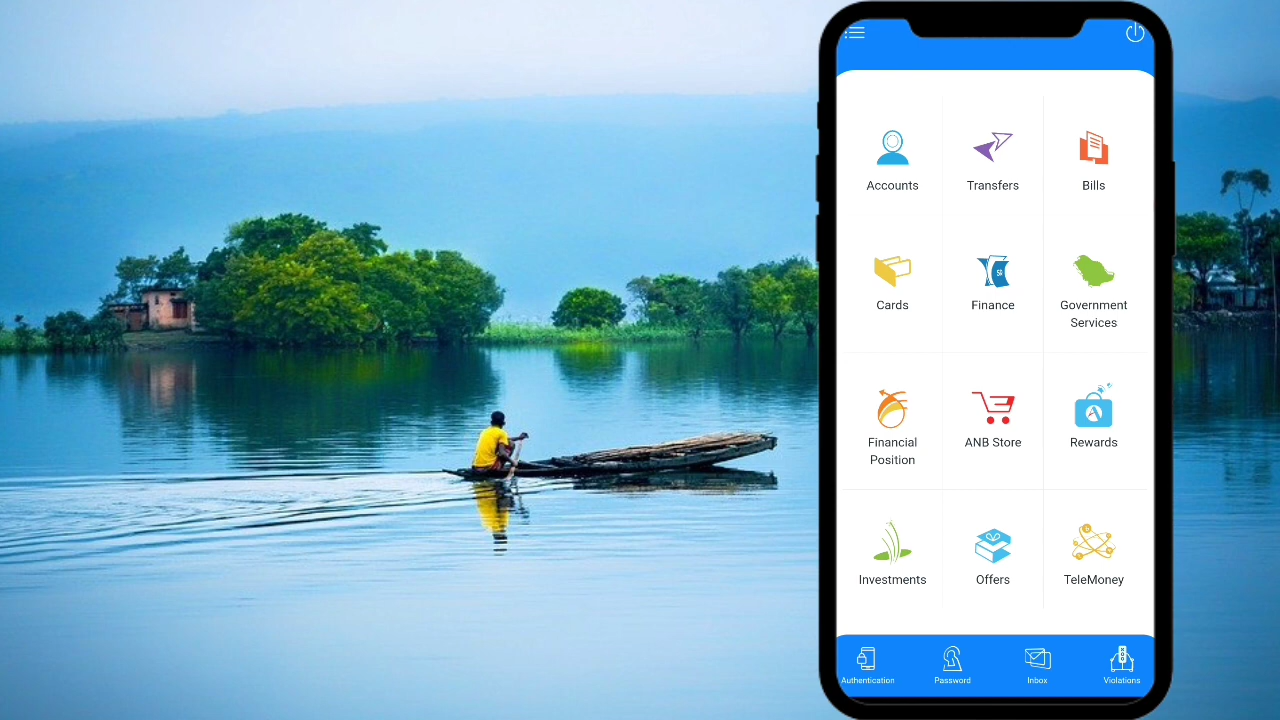 Accounts
Transfers
Bills
Cards
Finance
Government
Services
Financial
Position
ANB Store
Rewards
Investments
Offers
TeleMoney
Authentication
Password
Inbox
Violations